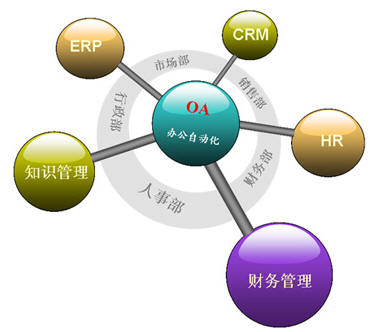 ERP
CRM
市场部
销售部
行政部
OA
办公自动化
HR
财务部
知识管理
人事部
财务管理